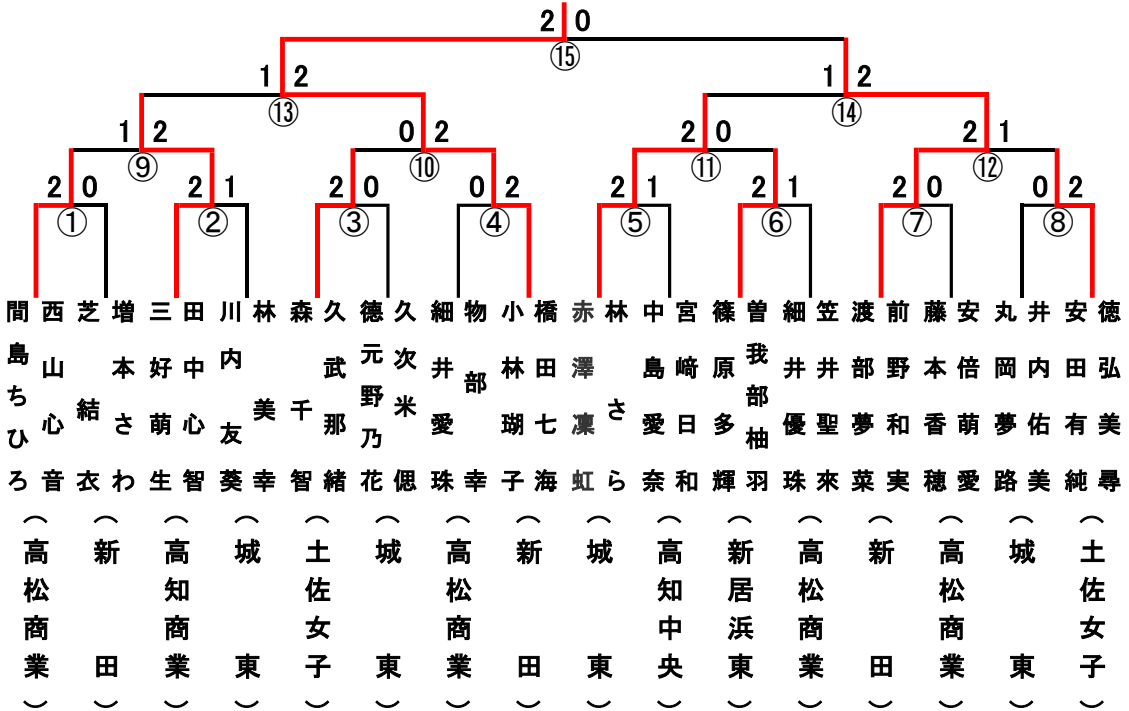 2 0
⑮
1 2
1 2
⑬
⑭
1 2
0 2
2 0
2 1
⑨
⑩
⑪
⑫
2 0
2 1
2 0
0 2
2 1
2 1
2 0
0 2
①
②
③
④
⑤
⑥
⑦
⑧
間島ちひろ
西山心音
(高松商業)
芝結衣
増本さわ
(新田)
三好萌生
田中心智
(高知商業)
川内友葵
林美幸
(城東)
森千智
久武那緒
(土佐女子)
德元野乃花
久次米偲
(城東)
細井愛珠
物部幸
(高松商業)
小林瑚子
橋田七海
(新田)
赤澤凜虹
林さら
(城東)
中島愛奈
宮﨑日和
(高知中央)
篠原多輝
曽我部柚羽
(新居浜東)
細井優珠
笠井聖來
(高松商業)
渡部夢菜
前野和実
(新田)
藤本香穂
安倍萌愛
(高松商業)
丸岡夢路
井内佑美
(城東)
安田有純
徳弘美尋
(土佐女子)